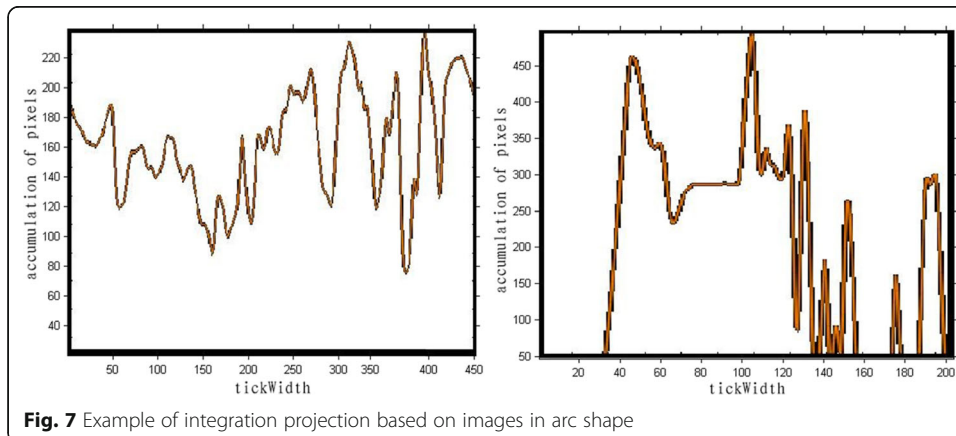 accumulation of pixels
220
200
180
160
140
120
100
80
60
40
50 100 150 200 250 300 350 400 450
tickWidth
accumulation of pixels
450
400
350
300
250
200
150
100
50
20 40 60 80 100 120 140 160 180 200
tickWidth
Fig. 7 Example of integration projection based on images in arc shape